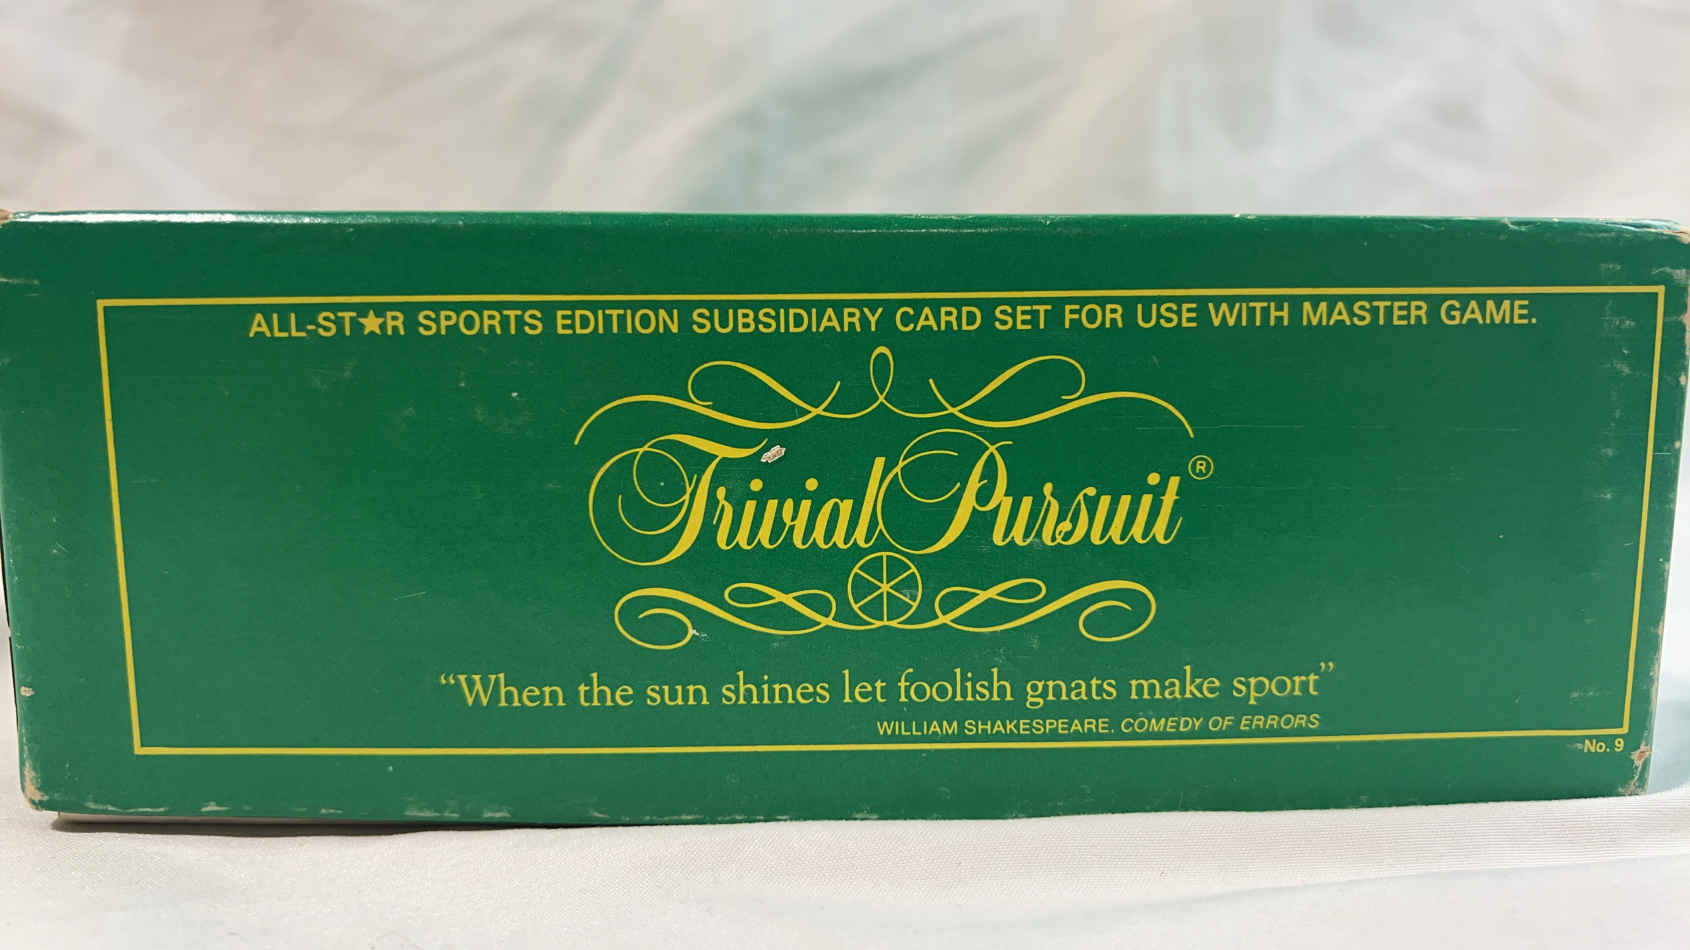 ALL-ST★R SPORTS EDITION SUBSIDIARY CARD SET FOR USE WITH MASTER GAME.
Trivial Pursuit®
“When the sun shines let foolish gnats make sport”
WILLIAM SHAKESPEARE. COMEDY OF ERRORS
No. 9